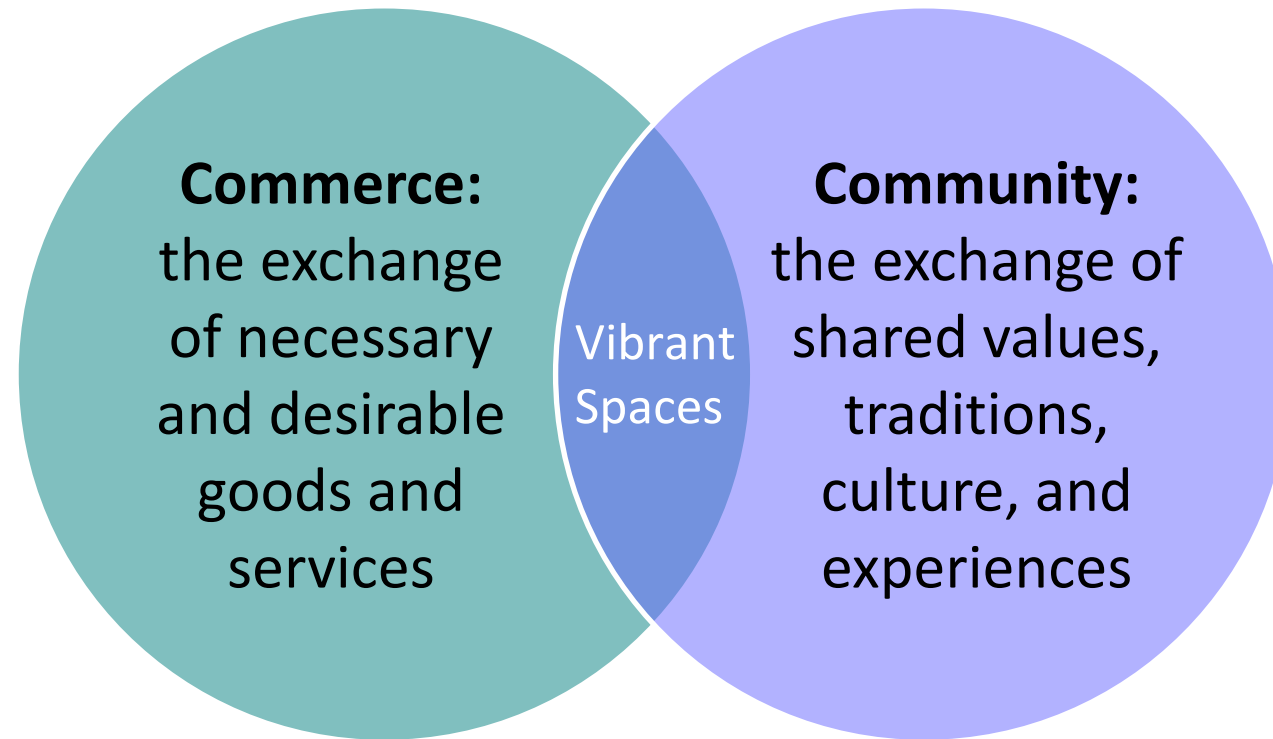 Commerce:
the exchange
of necessary
and desirable
goods and
services
Vibrant
Spaces
Community:
the exchange of
shared values,
traditions,
culture, and
experiences